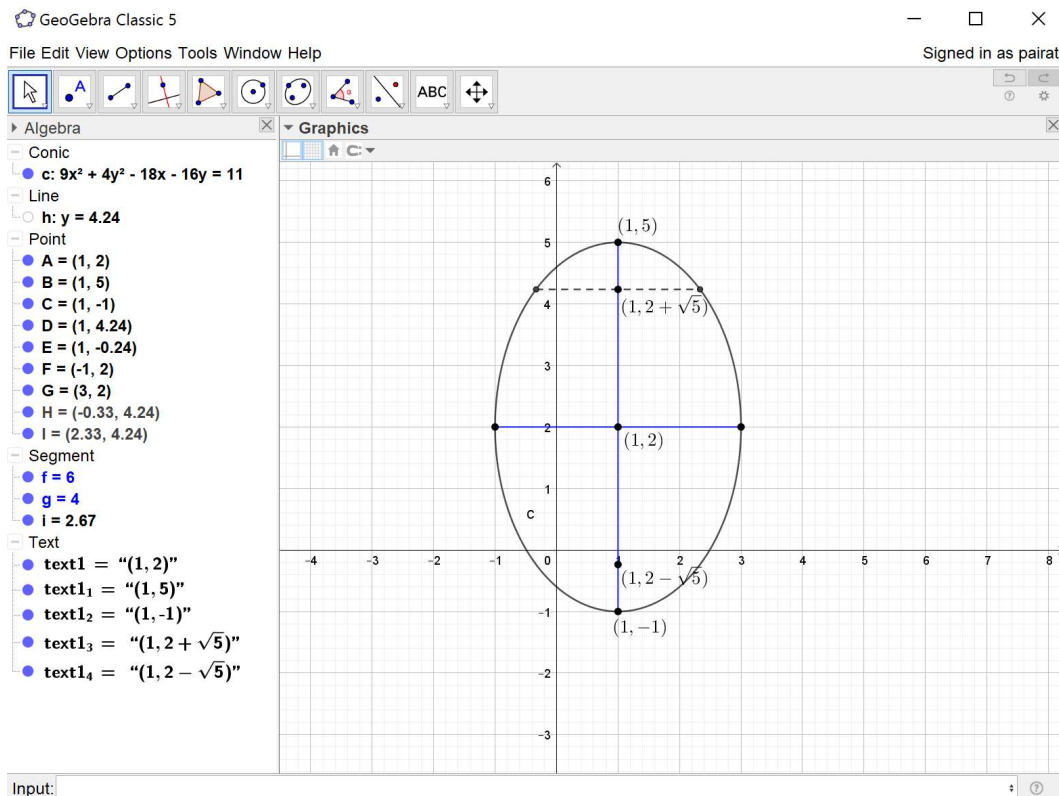 GeoGebra Classic 5
File Edit View Options Tools Window Help
Signed in as pairat
A
α
ABC
Algebra
Graphics
Conic
c: 9x² + 4y² - 18x - 16y = 11
Line
h: y = 4.24
Point
A = (1, 2)
B = (1, 5)
C = (1, -1)
D = (1, 4.24)
E = (1, -0.24)
F = (-1, 2)
G = (3, 2)
H = (-0.33, 4.24)
I = (2.33, 4.24)
Segment
f = 6
g = 4
i = 2.67
Text
text1 = “(1, 2)”
text1₁ = “(1, 5)”
text1₂ = “(1, -1)”
text1₃ = “(1, 2 + √5)”
text1₄ = “(1, 2 − √5)”
6
(1, 5)
5
4
(1, 2 + √5)
3
2
(1, 2)
1
c
-4 -3 -2 -1 0 1 2 3 4 5 6 7 8
(1, 2 − √5)
-1
(1, −1)
-2
-3
Input: